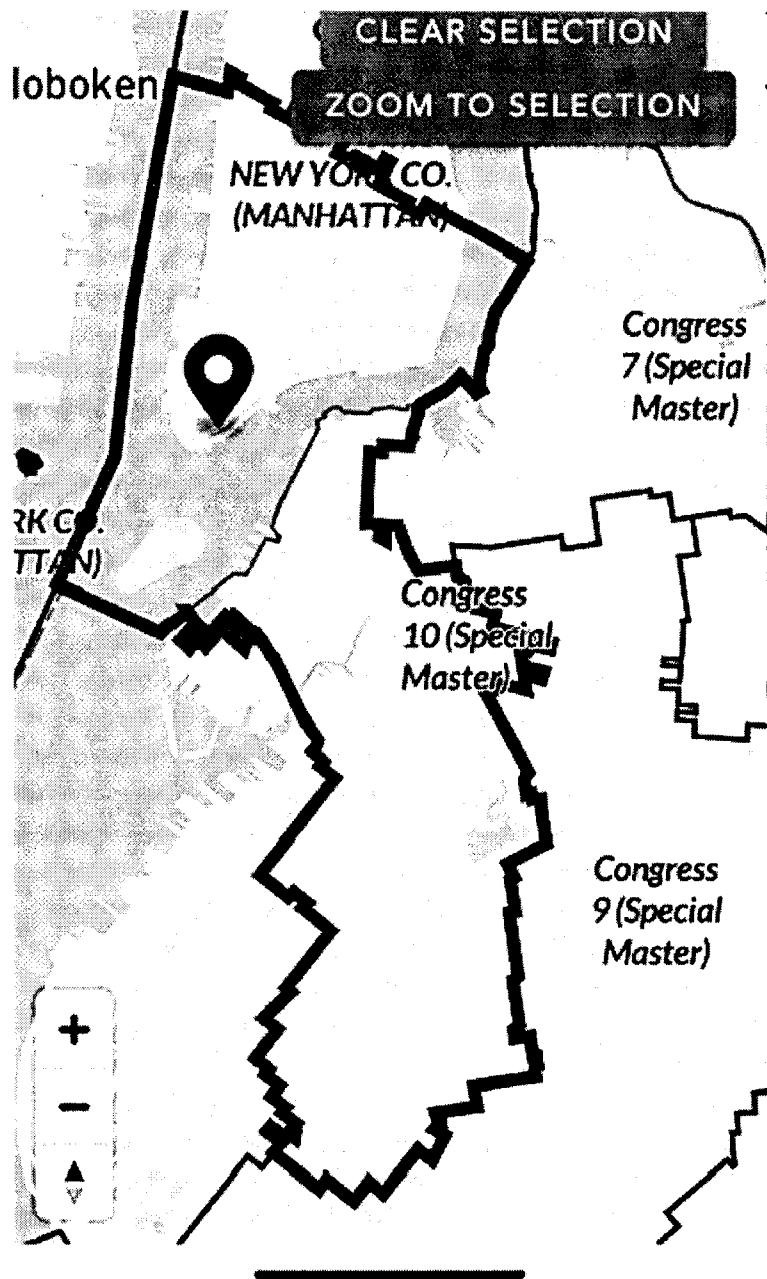 CLEAR SELECTION
loboken
ZOOM TO SELECTION
NEW YORK CO.
(MANHATTAN)
Congress
7 (Special
Master)
RK CO.
TTAN)
Congress
10 (Special
Master)
Congress
9 (Special
Master)
+
−